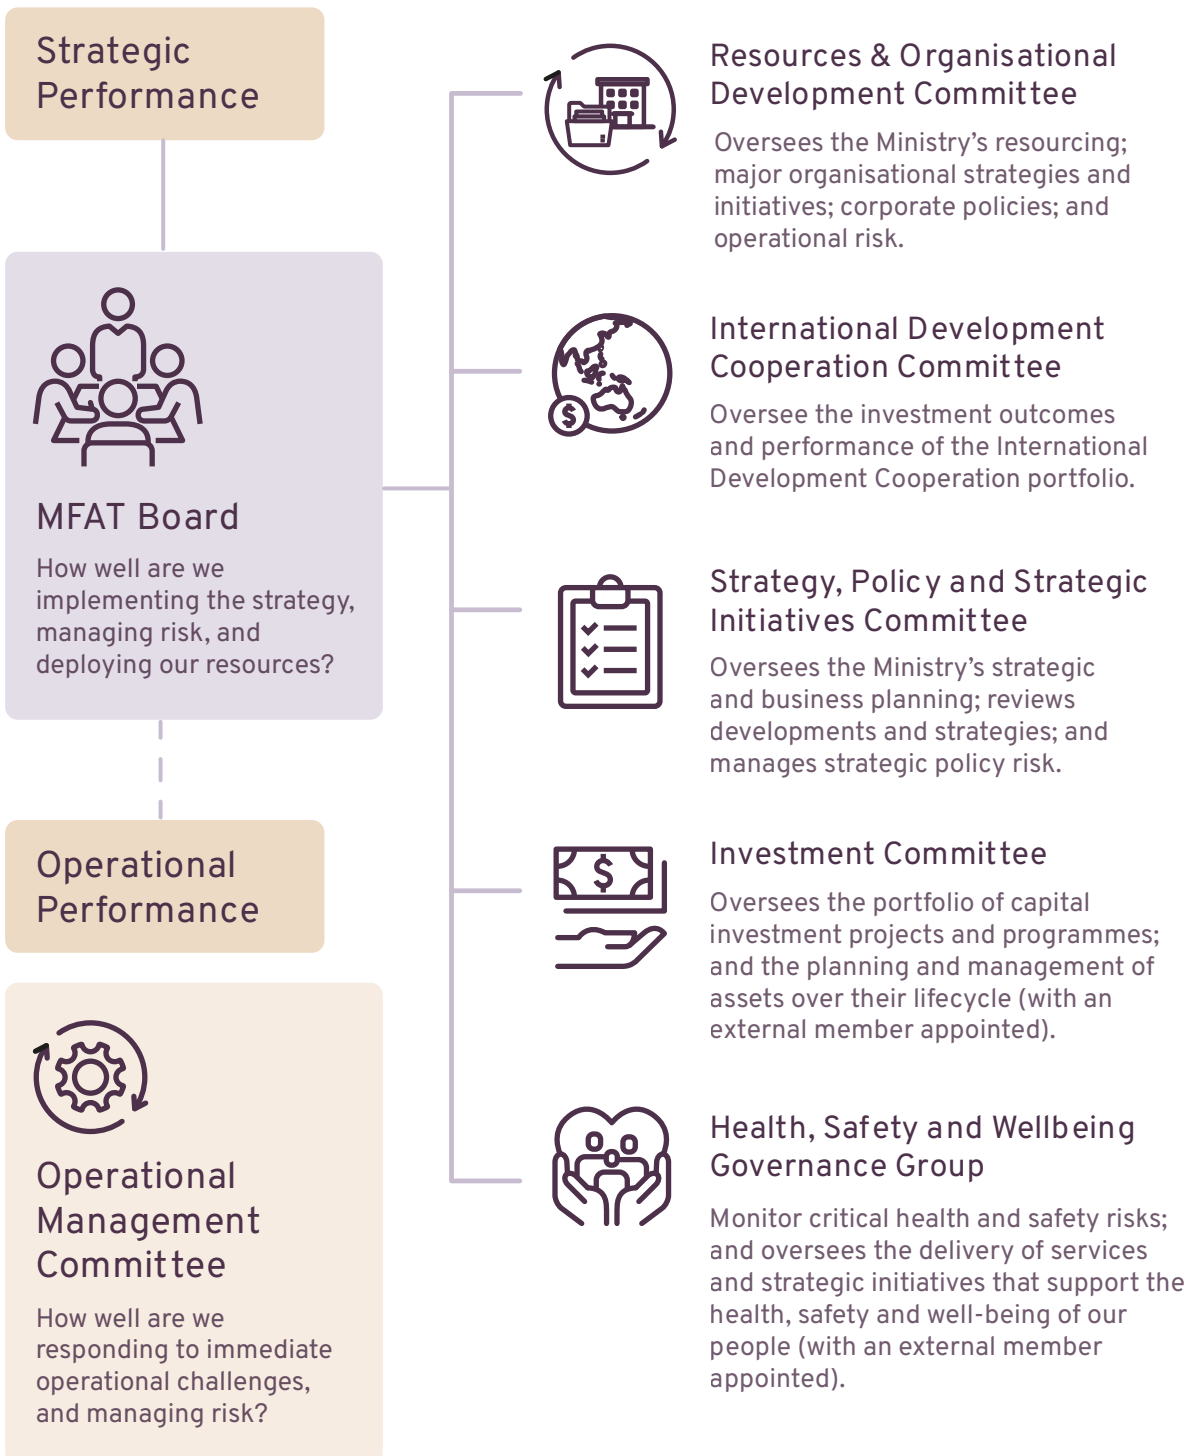 Strategic
Performance
MFAT Board
How well are we
implementing the strategy,
managing risk, and
deploying our resources?
Operational
Performance
Operational
Management
Committee
How well are we
responding to immediate
operational challenges,
and managing risk?
Resources & Organisational
Development Committee
Oversees the Ministry’s resourcing;
major organisational strategies and
initiatives; corporate policies; and
operational risk.
$
International Development
Cooperation Committee
Oversee the investment outcomes
and performance of the International
Development Cooperation portfolio.
Strategy, Policy and Strategic
Initiatives Committee
Oversees the Ministry’s strategic
and business planning; reviews
developments and strategies; and
manages strategic policy risk.
$
Investment Committee
Oversees the portfolio of capital
investment projects and programmes;
and the planning and management of
assets over their lifecycle (with an
external member appointed).
Health, Safety and Wellbeing
Governance Group
Monitor critical health and safety risks;
and oversees the delivery of services
and strategic initiatives that support the
health, safety and well-being of our
people (with an external member
appointed).